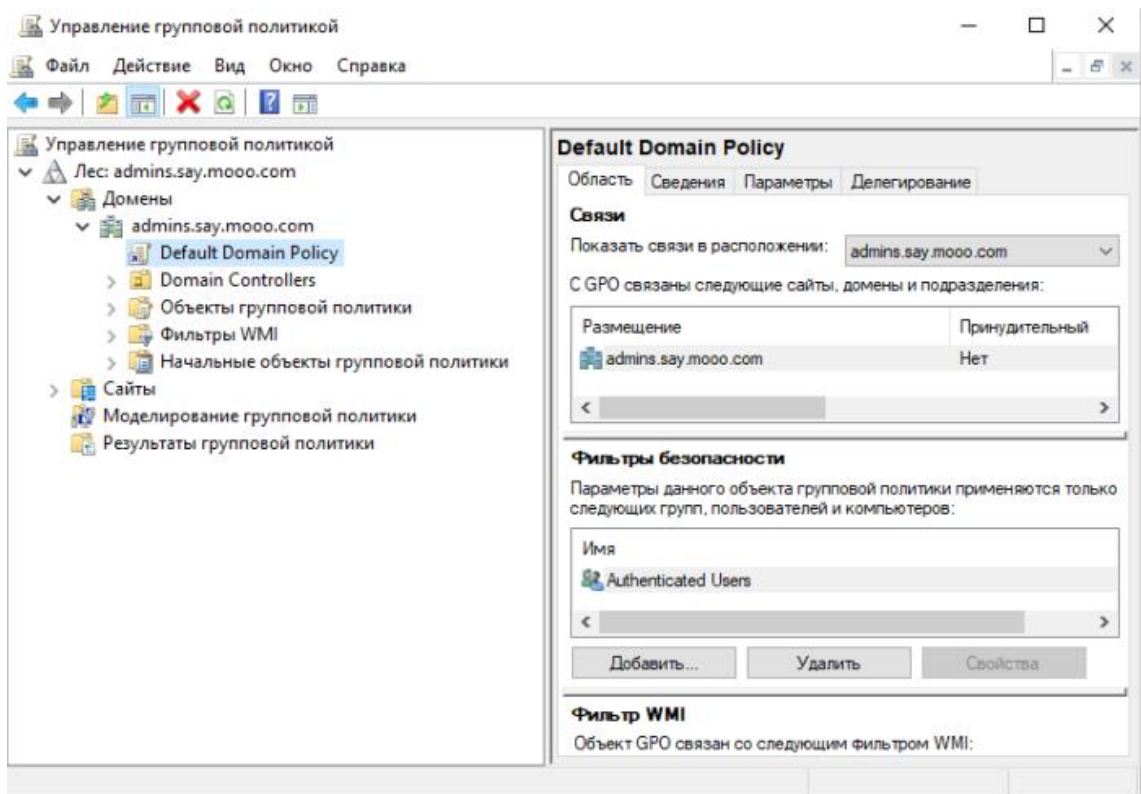 Управление групповой политикой
Файл Действие Вид Окно Справка
Управление групповой политикой
Лес: admins.say.mooo.com
Домены
admins.say.mooo.com
Default Domain Policy
Domain Controllers
Объекты групповой политики
Фильтры WMI
Начальные объекты групповой политики
Сайты
Моделирование групповой политики
Результаты групповой политики
Default Domain Policy
Область Сведения Параметры Делегирование
Связи
Показать связи в расположении: admins.say.mooo.com
С GPO связаны следующие сайты, домены и подразделения:
Размещение Принудительный
admins.say.mooo.com Нет
Фильтры безопасности
Параметры данного объекта групповой политики применяются только
следующих групп, пользователей и компьютеров:
Имя
Authenticated Users
Добавить... Удалить Свойства
Фильтр WMI
Объект GPO связан со следующим фильтром WMI: